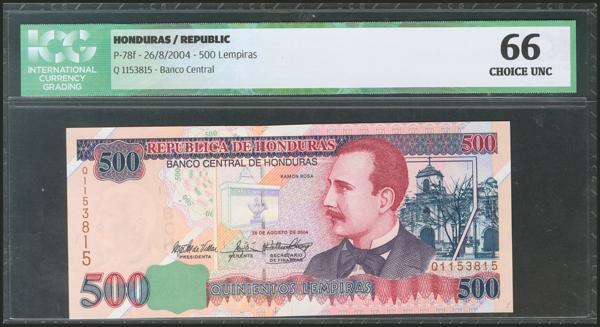 ICG
INTERNATIONAL
CURRENCY
GRADING
HONDURAS / REPUBLIC
P-78f - 26/8/2004 - 500 Lempiras
Q 1153815 - Banco Central
66
CHOICE UNC
500
REPUBLICA DE HONDURAS
500
BANCO CENTRAL DE HONDURAS
RAMON ROSA
Q1153815
26 DE AGOSTO DE 2004
PRESIDENTA
GERENTE
SECRETARIO
DE FINANZAS
Q1153815
500
QUINIENTOS LEMPIRAS
500